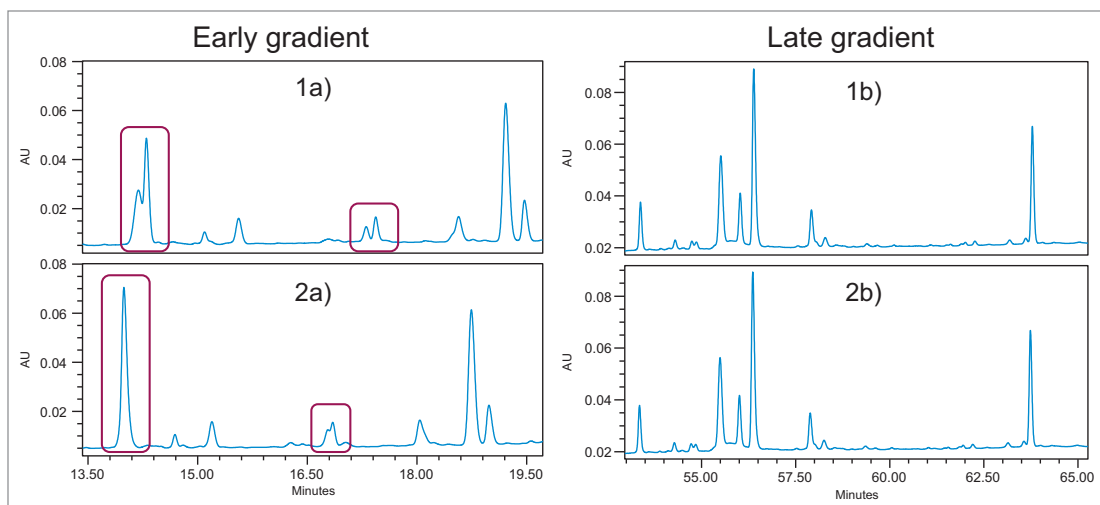 Early gradient
Late gradient
1a)
0.08
0.06
0.04
0.02
AU
1b)
0.08
0.06
0.04
0.02
AU
2a)
0.08
0.06
0.04
0.02
AU
13.50 15.00 16.50 18.00 19.50
Minutes
2b)
0.08
0.06
0.04
0.02
AU
55.00 57.50 60.00 62.50 65.00
Minutes